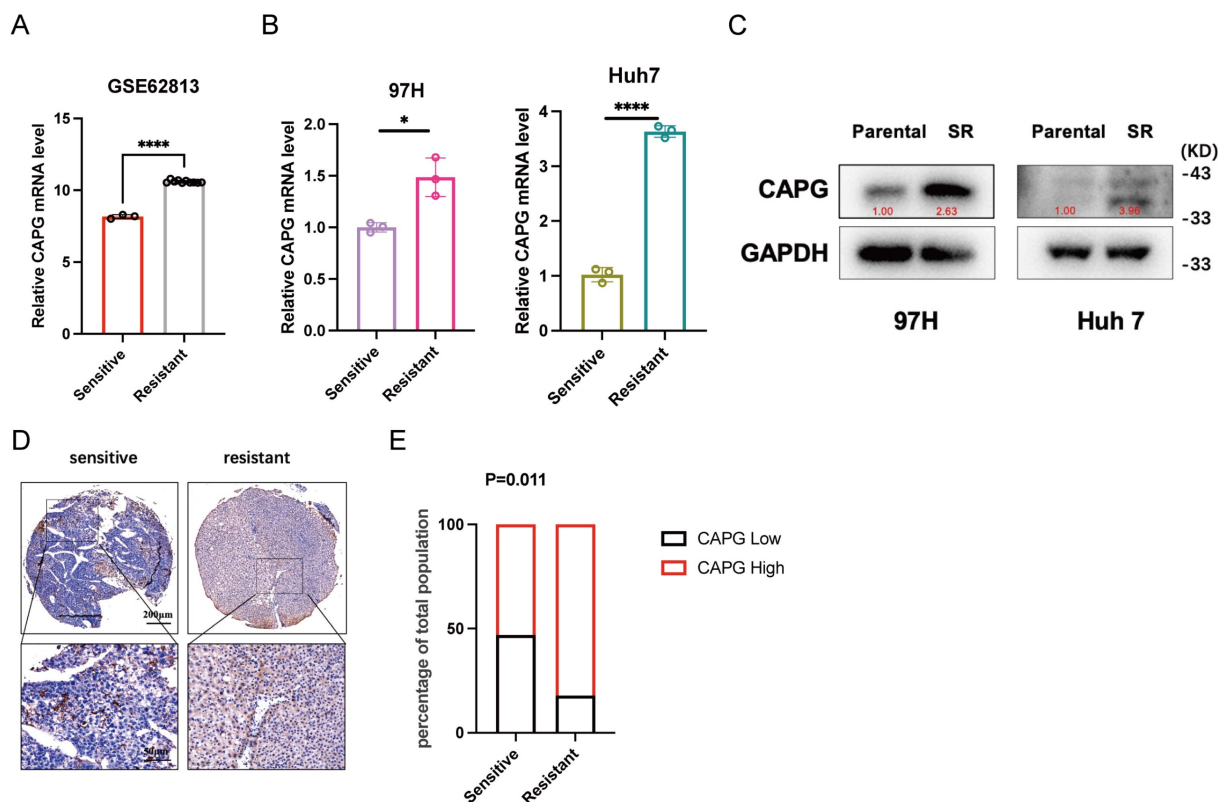 A
GSE62813
Relative CAPG mRNA level
15
10
5
0
****
Sensitive
Resistant
B
97H
Relative CAPG mRNA level
2.0
1.5
1.0
0.5
0.0
*
Sensitive
Resistant
Huh7
Relative CAPG mRNA level
4
3
2
1
0
****
Sensitive
Resistant
C
Parental SR Parental SR
(KD)
CAPG
1.00 2.63 1.00 3.96
-43
-33
GAPDH
-33
97H Huh 7
D
sensitive resistant
200μm
50μm
E
P=0.011
percentage of total population
100
50
0
Sensitive
Resistant
CAPG Low
CAPG High